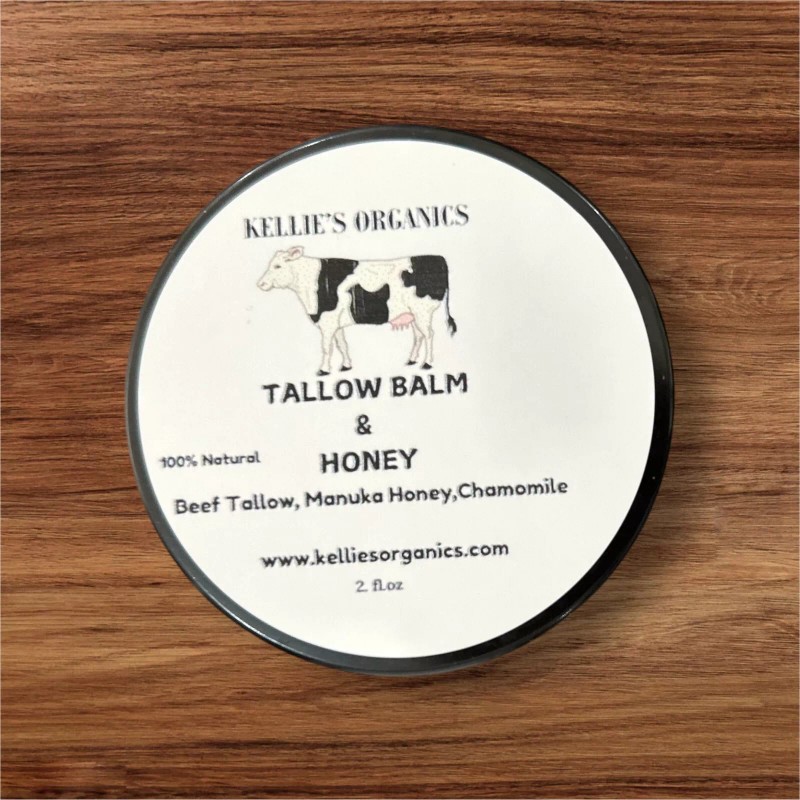 KELLIE'S ORGANICS
TALLOW BALM
&
HONEY
100% Natural
Beef Tallow, Manuka Honey,Chamomile
www.kelliesorganics.com
2 fl.oz